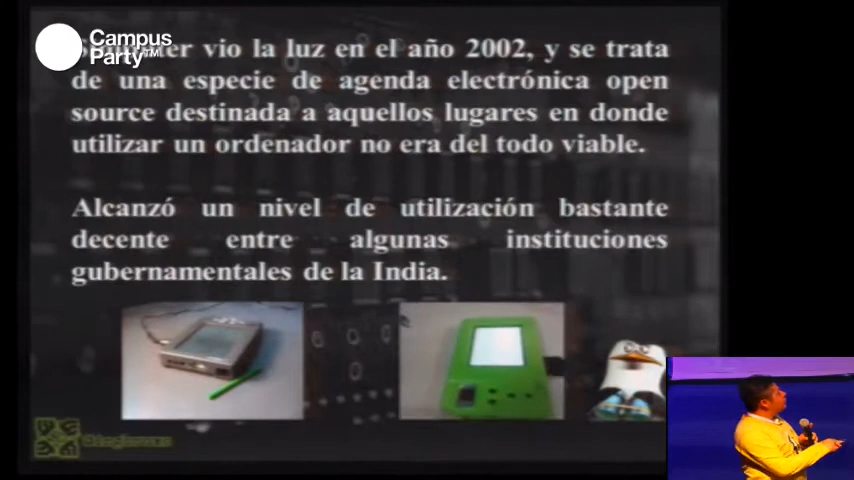 Campus
Party™
vio la luz en el año 2002, y se trata
de una especie de agenda electrónica open
source destinada a aquellos lugares en donde
utilizar un ordenador no era del todo viable.
Alcanzó un nivel de utilización bastante
decente entre algunas instituciones
gubernamentales de la India.